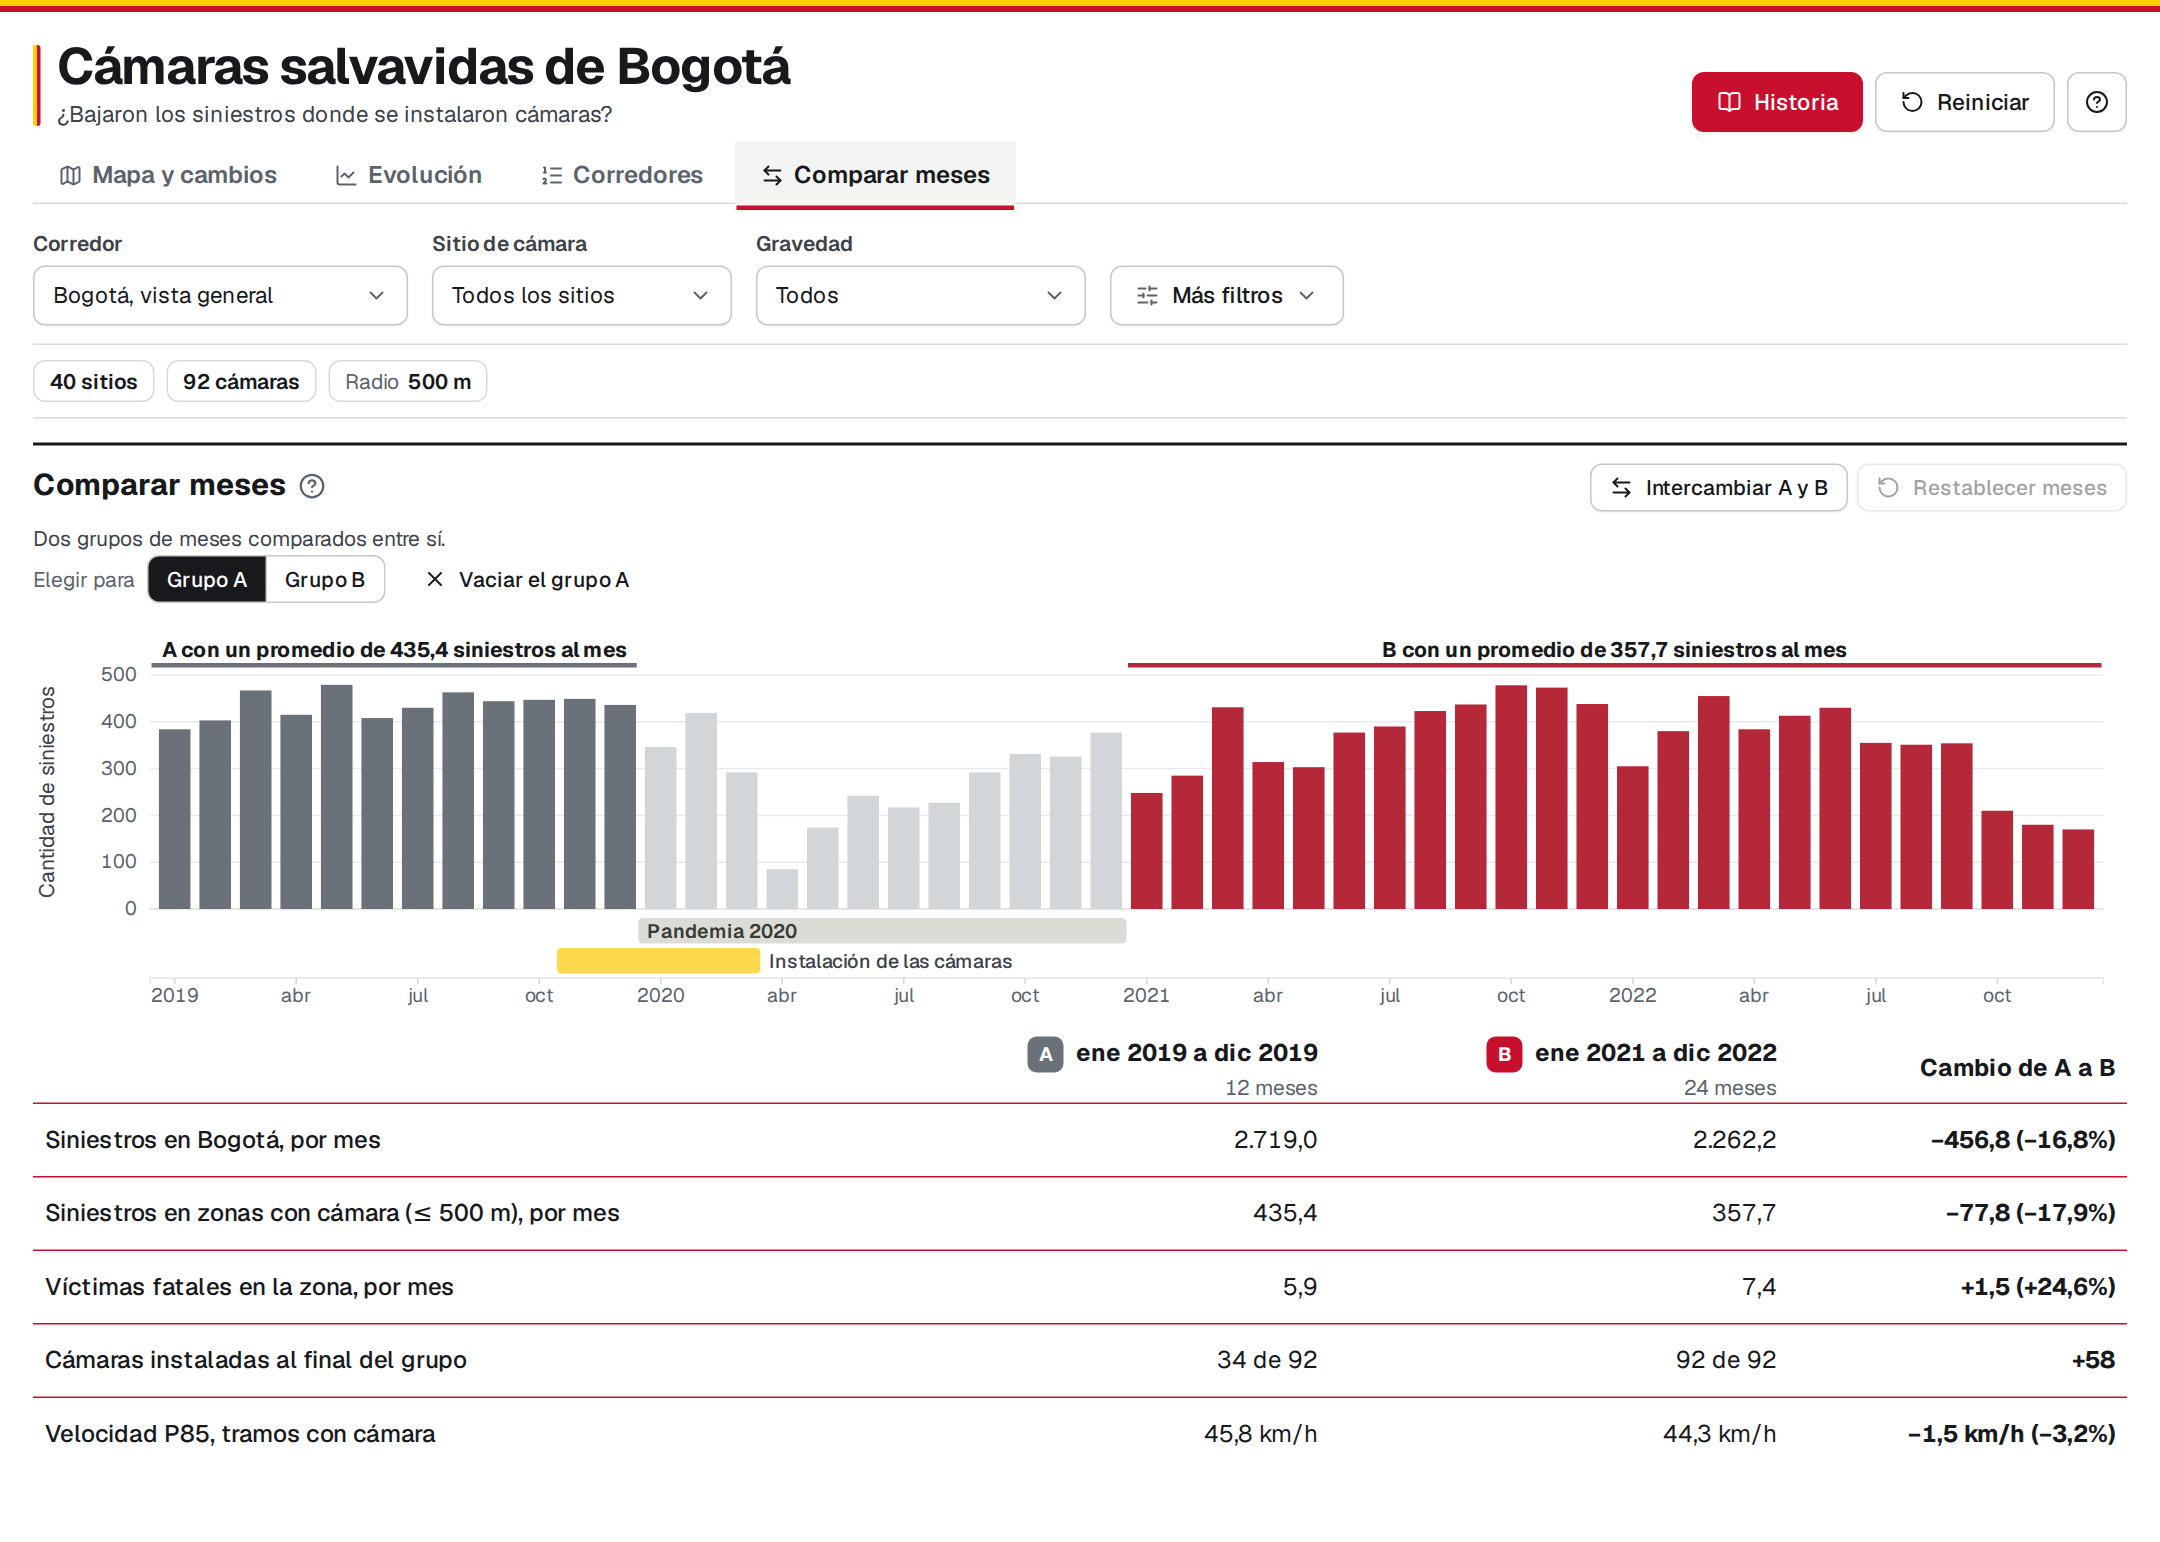 Cámaras salvavidas de Bogotá
¿Bajaron los siniestros donde se instalaron cámaras?
Historia
Reiniciar
Mapa y cambios
Evolución
Corredores
Comparar meses
Corredor
Sitio de cámara
Gravedad
Bogotá, vista general
Todos los sitios
Todos
Más filtros
40 sitios
92 cámaras
Radio 500 m
Comparar meses
Intercambiar A y B
Restablecer meses
Dos grupos de meses comparados entre sí.
Elegir para
Grupo A
Grupo B
Vaciar el grupo A
A con un promedio de 435,4 siniestros al mes
B con un promedio de 357,7 siniestros al mes
Cantidad de siniestros
500
400
300
200
100
0
Pandemia 2020
Instalación de las cámaras
2019 abr jul oct 2020 abr jul oct 2021 abr jul oct 2022 abr jul oct
A ene 2019 a dic 2019
12 meses
B ene 2021 a dic 2022
24 meses
Cambio de A a B
Siniestros en Bogotá, por mes 2.719,0 2.262,2 −456,8 (−16,8%)
Siniestros en zonas con cámara (≤ 500 m), por mes 435,4 357,7 −77,8 (−17,9%)
Víctimas fatales en la zona, por mes 5,9 7,4 +1,5 (+24,6%)
Cámaras instaladas al final del grupo 34 de 92 92 de 92 +58
Velocidad P85, tramos con cámara 45,8 km/h 44,3 km/h −1,5 km/h (−3,2%)